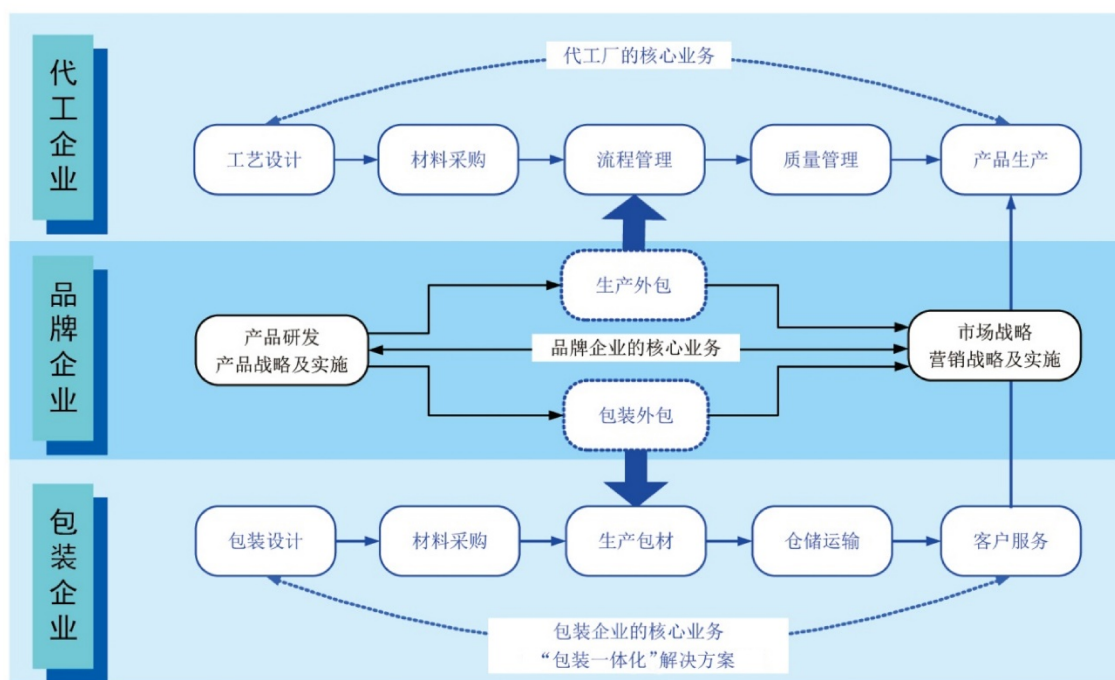 代工企业
代工厂的核心业务
工艺设计
材料采购
流程管理
质量管理
产品生产
品牌企业
生产外包
产品研发
产品战略及实施
品牌企业的核心业务
市场战略
营销战略及实施
包装外包
包装企业
包装设计
材料采购
生产包材
仓储运输
客户服务
包装企业的核心业务
“包装一体化”解决方案